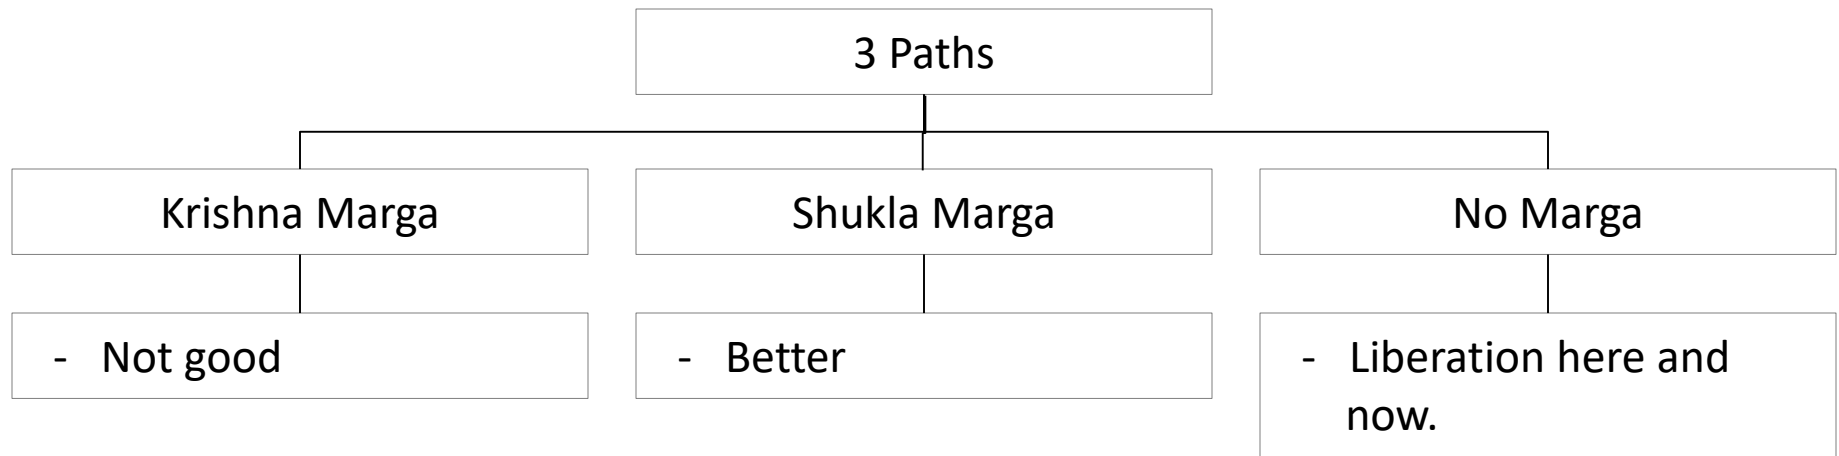 3 Paths
Krishna Marga
Shukla Marga
No Marga
- Not good
- Better
- Liberation here and
now.